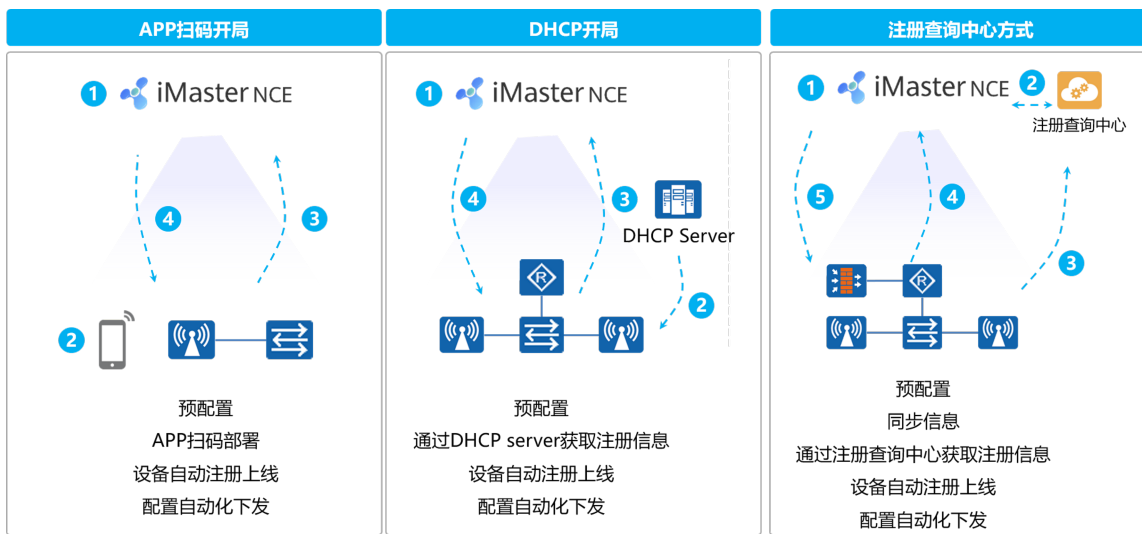 APP扫码开局
1
iMaster NCE
4
3
2
预配置
APP扫码部署
设备自动注册上线
配置自动化下发
DHCP开局
1
iMaster NCE
4
3
DHCP Server
R
2
预配置
通过DHCP server获取注册信息
设备自动注册上线
配置自动化下发
注册查询中心方式
1
iMaster NCE
2
注册查询中心
5
4
3
R
预配置
同步信息
通过注册查询中心获取注册信息
设备自动注册上线
配置自动化下发